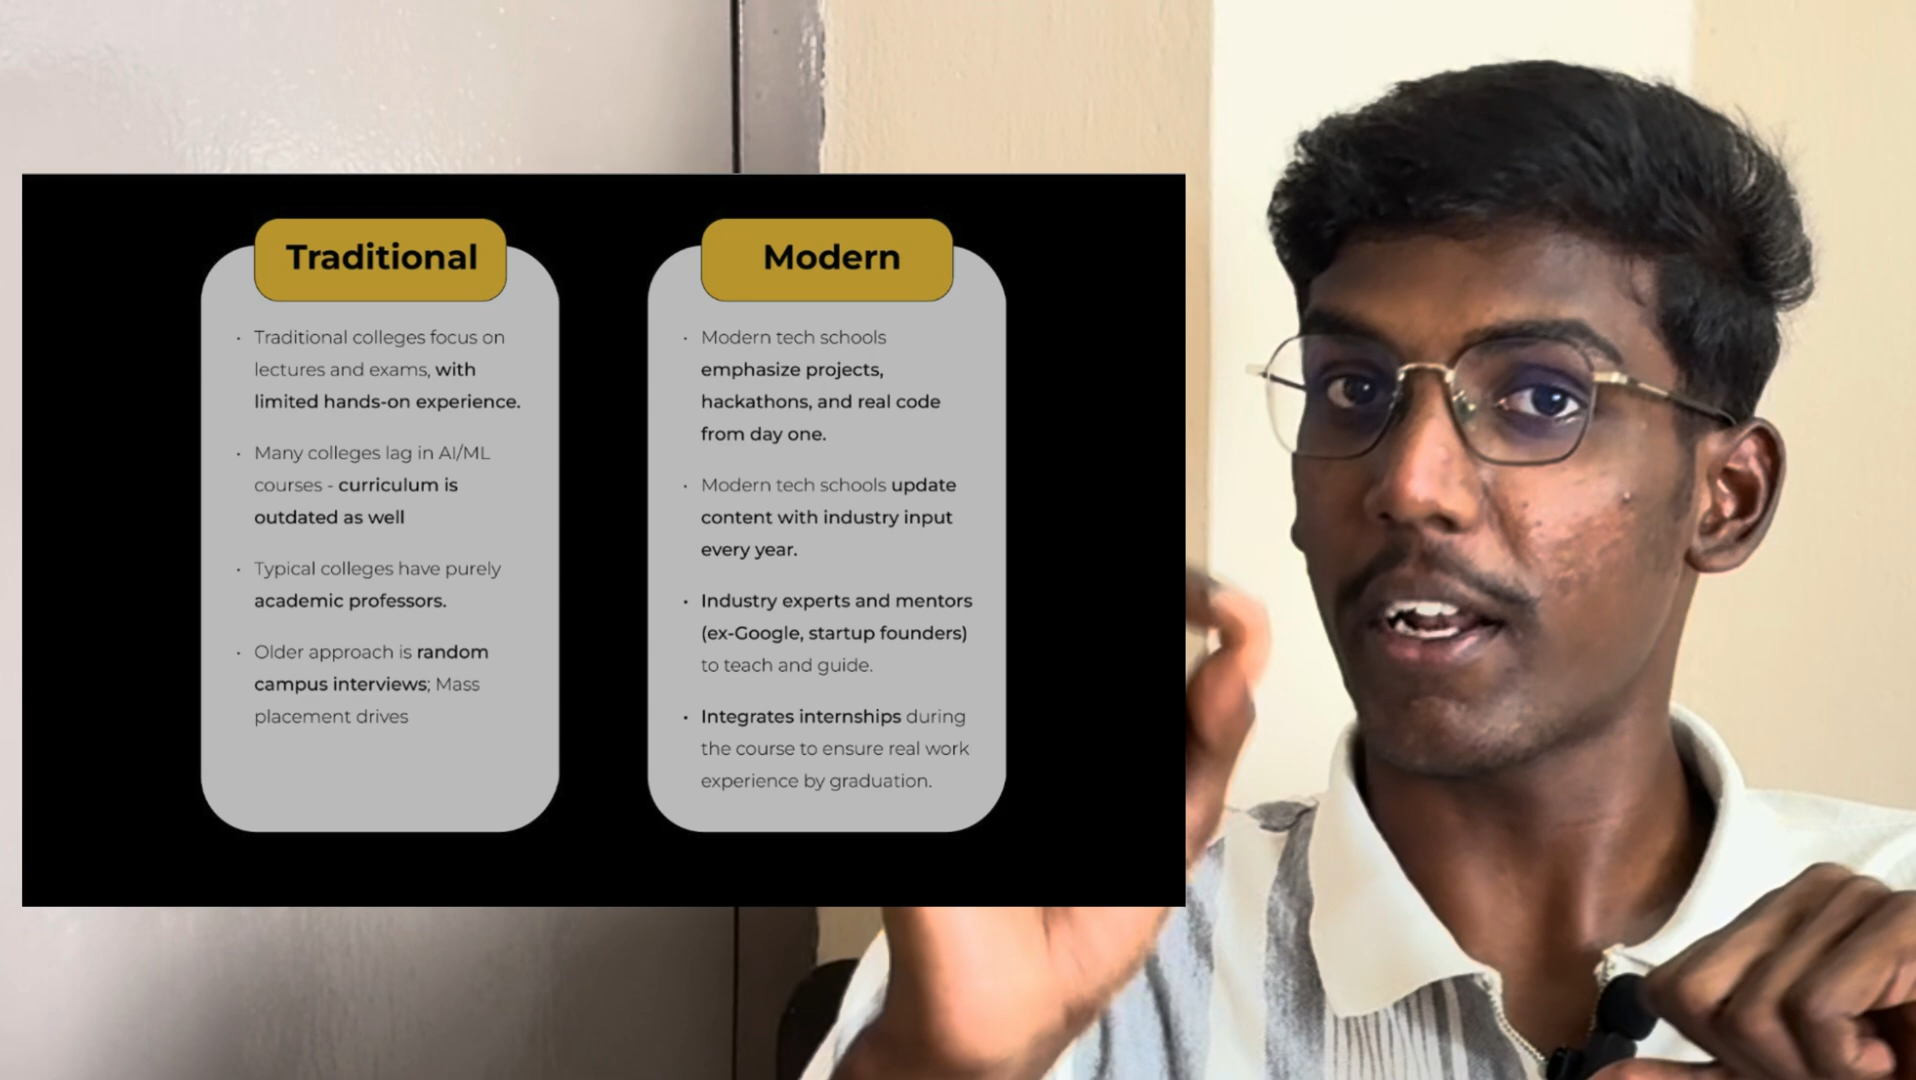 Traditional
• Traditional colleges focus on
lectures and exams, with
limited hands-on experience.
• Many colleges lag in AI/ML
courses - curriculum is
outdated as well
• Typical colleges have purely
academic professors.
• Older approach is random
campus interviews; Mass
placement drives
Modern
• Modern tech schools
emphasize projects,
hackathons, and real code
from day one.
• Modern tech schools update
content with industry input
every year.
• Industry experts and mentors
(ex-Google, startup founders)
to teach and guide.
• Integrates internships during
the course to ensure real work
experience by graduation.